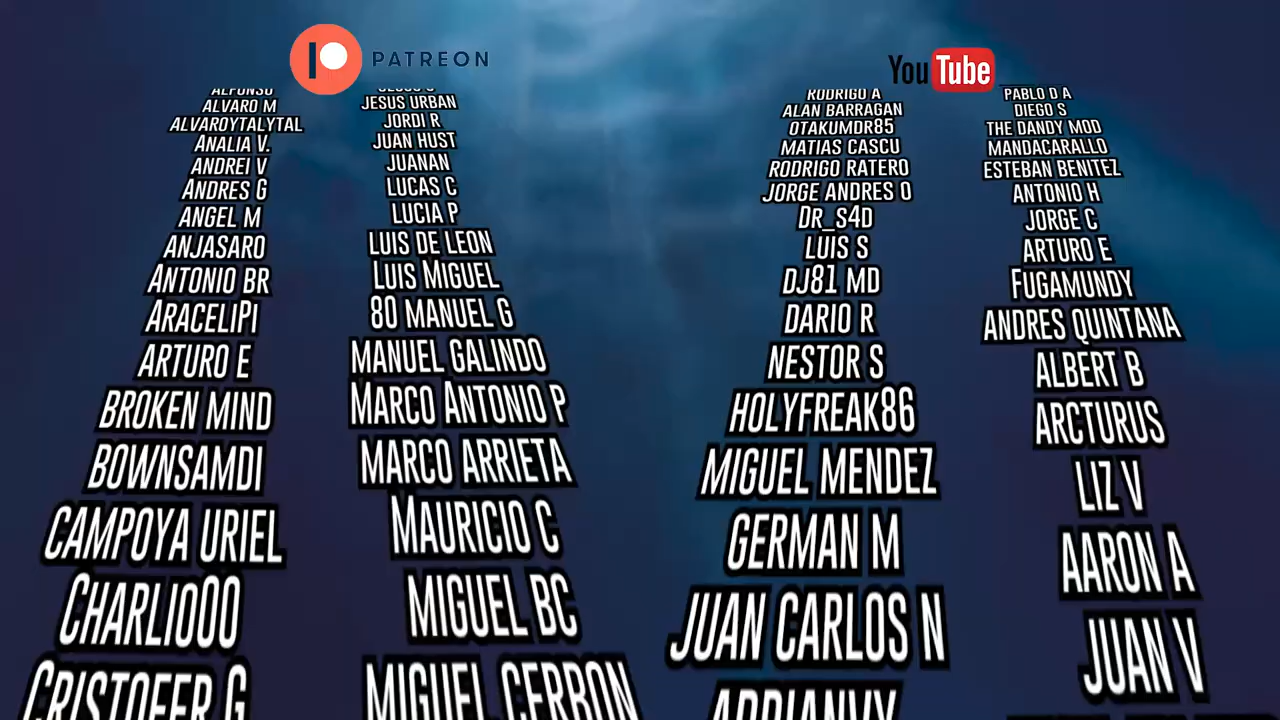 PATREON
ALFONSO
ALVARO M
ALVAROYTALYTAL
ANALIA V.
ANDREI V
ANDRES G
ANGEL M
ANJASARO
ANTONIO BR
ARACELIPI
ARTURO E
BROKEN MIND
BOWNSAMDI
CAMPOYA URIEL
CHARLIO00
CRISTOFER G
JESUS URBAN
JORDI R
JUAN HUST
JUANAN
LUCAS C
LUCIA P
LUIS DE LEON
LUIS MIGUEL
80 MANUEL G
MANUEL GALINDO
MARCO ANTONIO P
MARCO ARRIETA
MAURICIO C
MIGUEL BC
MIGUEL CERRON
YouTube
RODRIGO A
ALAN BARRAGAN
OTAKUMDR85
MATIAS CASCU
RODRIGO RATERO
JORGE ANDRES O
DR_S4D
LUIS S
DJ81 MD
DARIO R
NESTOR S
HOLYFREAK86
MIGUEL MENDEZ
GERMAN M
JUAN CARLOS N
PABLO D A
DIEGO S
THE DANDY MOD
MANDACARALLO
ESTEBAN BENITEZ
ANTONIO H
JORGE C
ARTURO E
FUGAMUNDY
ANDRES QUINTANA
ALBERT B
ARCTURUS
LIZ V
AARON A
JUAN V